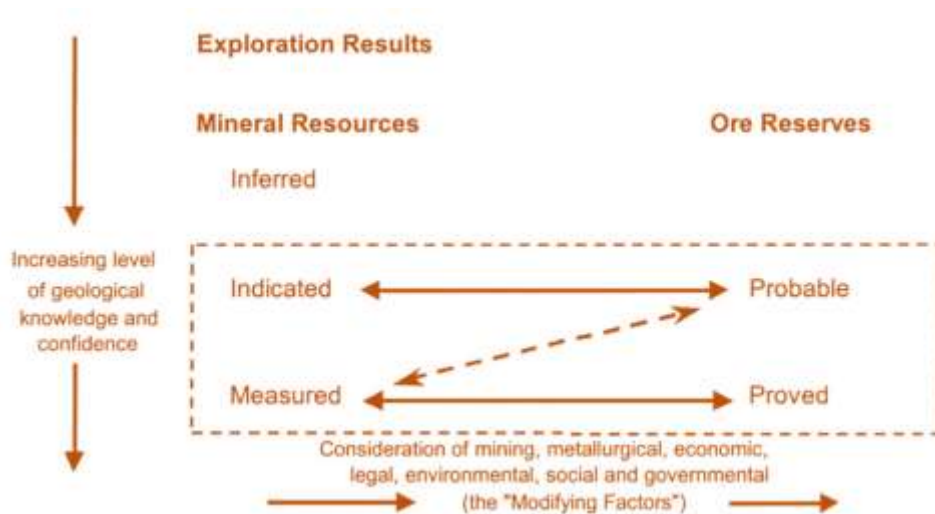 Exploration Results
Mineral Resources
Ore Reserves
Inferred
Increasing level
of geological
knowledge and
confidence
Indicated
Probable
Measured
Proved
Consideration of mining, metallurgical, economic,
legal, environmental, social and governmental
(the "Modifying Factors")